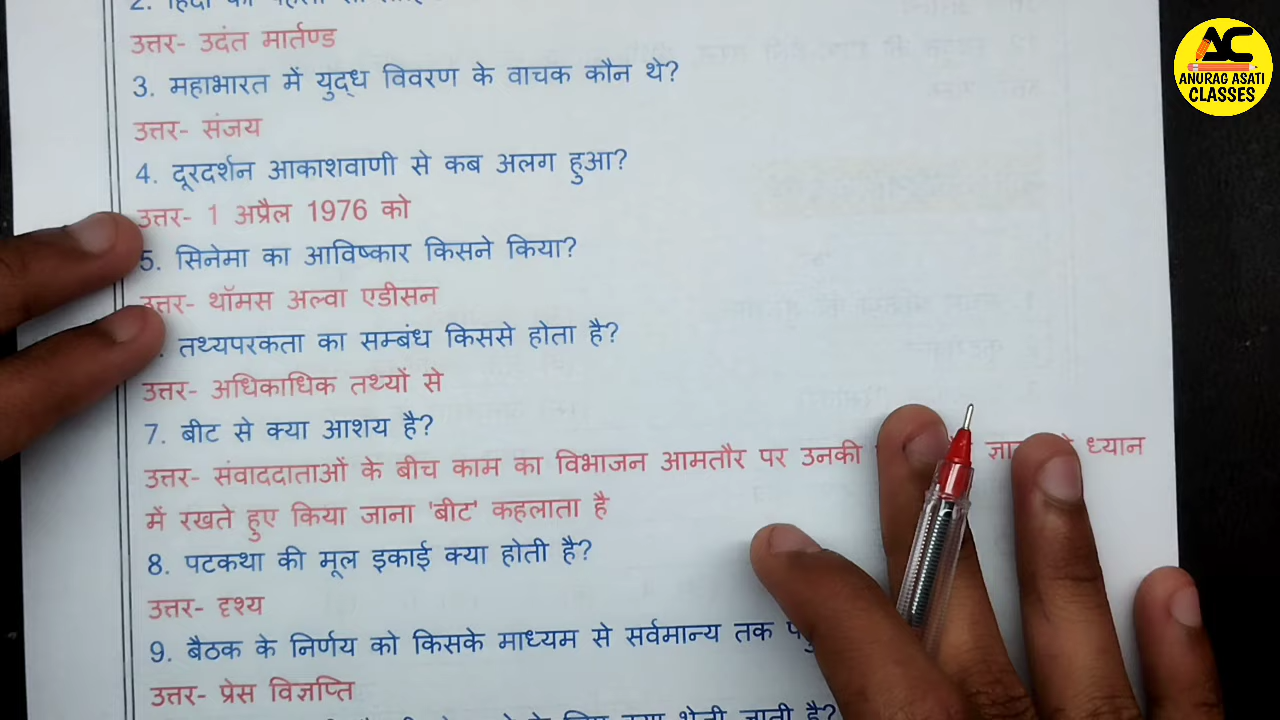 2. हिंदी का पहला
उत्तर- उदंत मार्तण्ड
3. महाभारत में युद्ध विवरण के वाचक कौन थे?
उत्तर- संजय
4. दूरदर्शन आकाशवाणी से कब अलग हुआ?
उत्तर- 1 अप्रैल 1976 को
5. सिनेमा का आविष्कार किसने किया?
उत्तर- थॉमस अल्वा एडीसन
तथ्यपरकता का सम्बंध किससे होता है?
उत्तर- अधिकाधिक तथ्यों से
7. बीट से क्या आशय है?
उत्तर- संवाददाताओं के बीच काम का विभाजन आमतौर पर उनकी ध्यान
में रखते हुए किया जाना 'बीट' कहलाता है
8. पटकथा की मूल इकाई क्या होती है?
उत्तर- दृश्य
9. बैठक के निर्णय को किसके माध्यम से सर्वमान्य तक
उत्तर- प्रेस विज्ञप्ति
AC
ANURAG ASATI
CLASSES